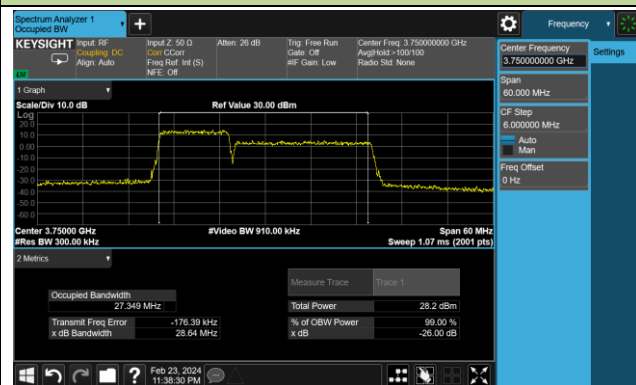 Spectrum Analyzer 1
Occupied BW
Frequency
KEYSIGHT
Input: RF
Coupling: DC
Align: Auto
Input Z: 50 Ω
Corr CCorr
Freq Ref: Int (S)
NFE: Off
Atten: 26 dB
Trig: Free Run
Gate: Off
#IF Gain: Low
Center Freq: 3.750000000 GHz
Avg|Hold:>100/100
Radio Std: None
LXI
Center Frequency
3.750000000 GHz
Settings
Span
60.000 MHz
CF Step
6.000000 MHz
Auto
Man
Freq Offset
0 Hz
1 Graph
Scale/Div 10.0 dB
Ref Value 30.00 dBm
Log
20.0
10.0
0.00
-10.0
-20.0
-30.0
-40.0
-50.0
-60.0
Center 3.75000 GHz
#Video BW 910.00 kHz
Span 60 MHz
#Res BW 300.00 kHz
Sweep 1.07 ms (2001 pts)
2 Metrics
Measure Trace
Trace 1
Occupied Bandwidth
27.349 MHz
Total Power
28.2 dBm
Transmit Freq Error
-176.39 kHz
% of OBW Power
99.00 %
x dB Bandwidth
28.64 MHz
x dB
-26.00 dB
?
Feb 23, 2024
11:38:30 PM